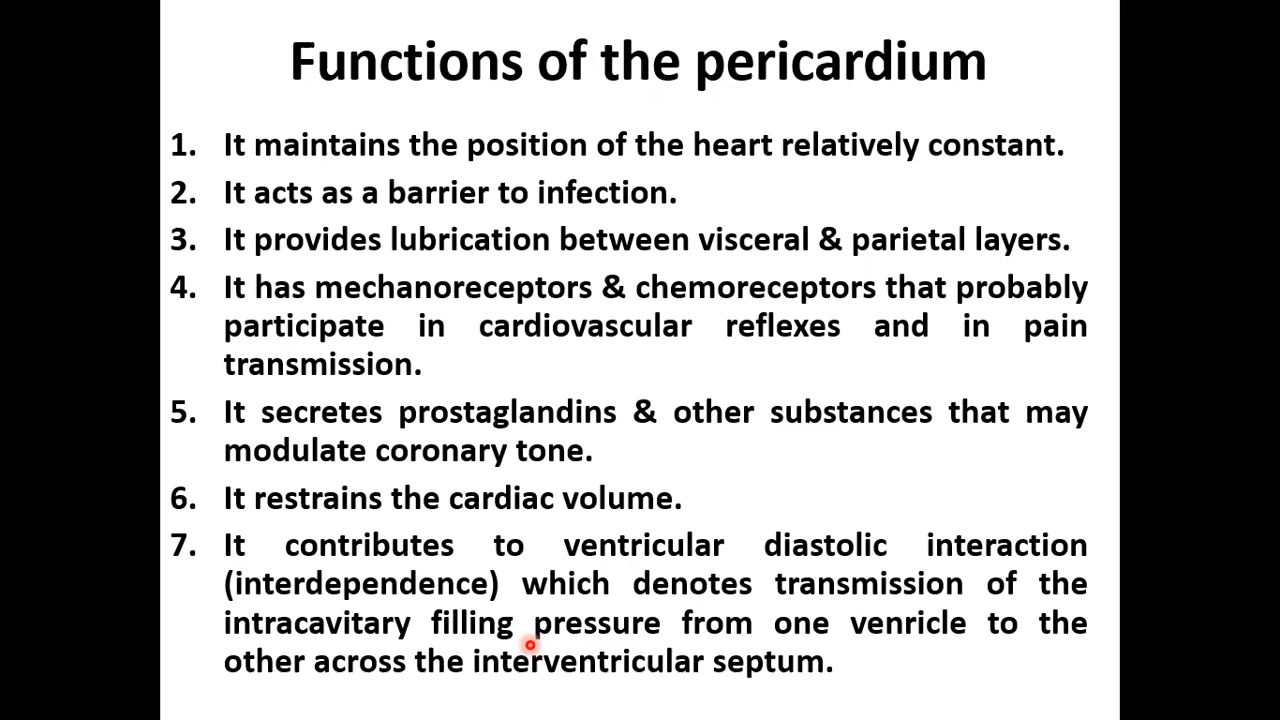 Functions of the pericardium
1. It maintains the position of the heart relatively constant.
2. It acts as a barrier to infection.
3. It provides lubrication between visceral & parietal layers.
4. It has mechanoreceptors & chemoreceptors that probably
participate in cardiovascular reflexes and in pain
transmission.
5. It secretes prostaglandins & other substances that may
modulate coronary tone.
6. It restrains the cardiac volume.
7. It contributes to ventricular diastolic interaction
(interdependence) which denotes transmission of the
intracavitary filling pressure from one venricle to the
other across the interventricular septum.